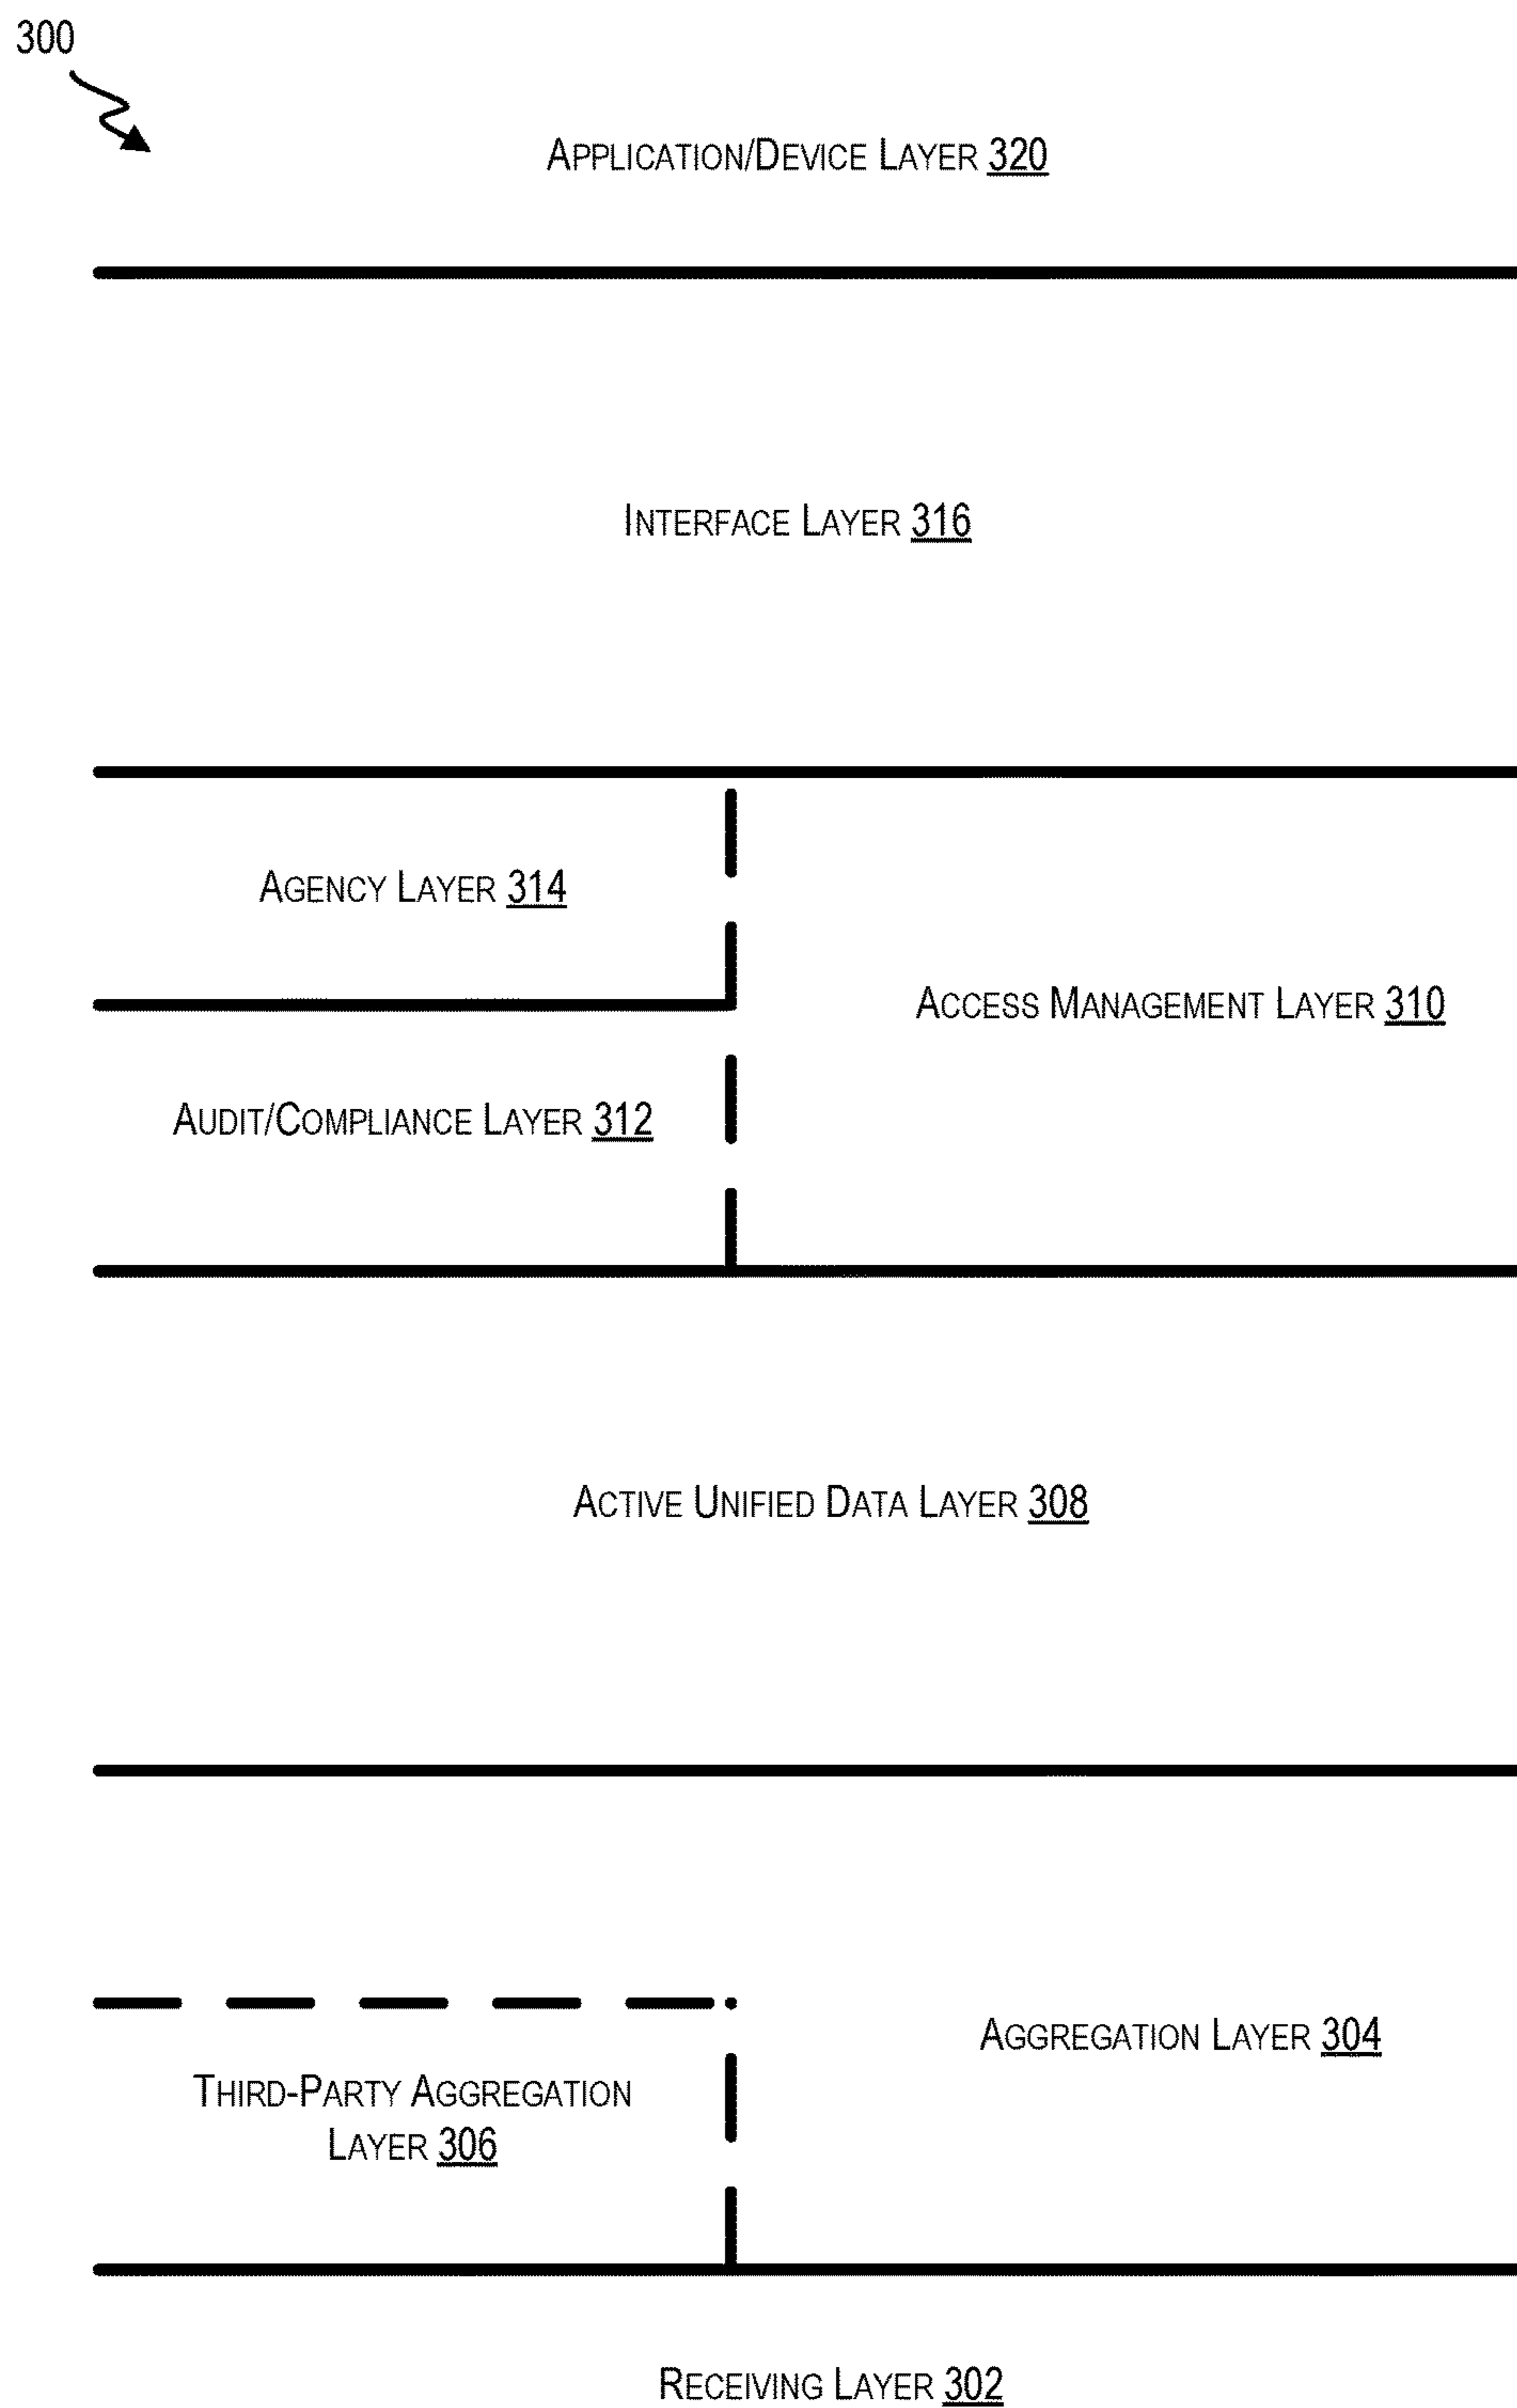 300
APPLICATION/DEVICE LAYER 320
INTERFACE LAYER 316
AGENCY LAYER 314
ACCESS MANAGEMENT LAYER 310
AUDIT/COMPLIANCE LAYER 312
ACTIVE UNIFIED DATA LAYER 308
AGGREGATION LAYER 304
THIRD-PARTY AGGREGATION
LAYER 306
RECEIVING LAYER 302